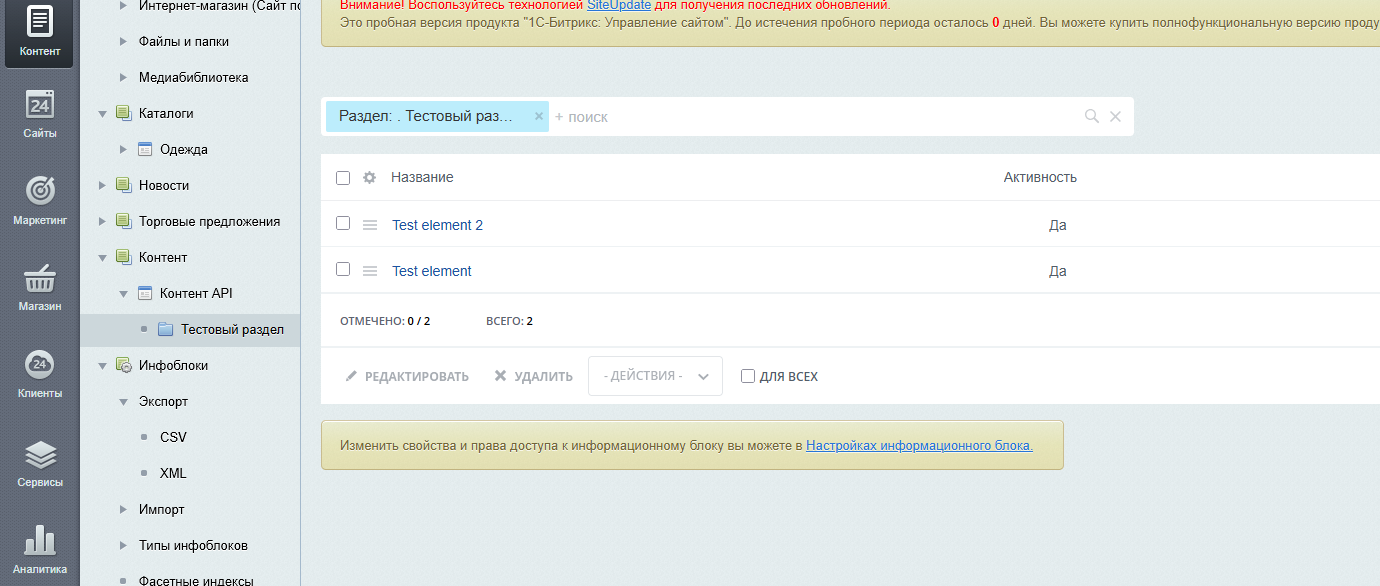 Контент
24
Сайты
Маркетинг
Магазин
24
Клиенты
Сервисы
Аналитика
Интернет-магазин (Сайт по
Файлы и папки
Медиабиблиотека
Каталоги
Одежда
Новости
Торговые предложения
Контент
Контент API
Тестовый раздел
Инфоблоки
Экспорт
CSV
XML
Импорт
Типы инфоблоков
Фасетные индексы
Внимание! Воспользуйтесь технологией SiteUpdate для получения последних обновлений.
Это пробная версия продукта "1С-Битрикс: Управление сайтом". До истечения пробного периода осталось 0 дней. Вы можете купить полнофункциональную версию проду
Раздел: . Тестовый раз... × + поиск
Название Активность
Test element 2 Да
Test element Да
ОТМЕЧЕНО: 0 / 2 ВСЕГО: 2
РЕДАКТИРОВАТЬ УДАЛИТЬ - ДЕЙСТВИЯ - ДЛЯ ВСЕХ
Изменить свойства и права доступа к информационному блоку вы можете в Настройках информационного блока.